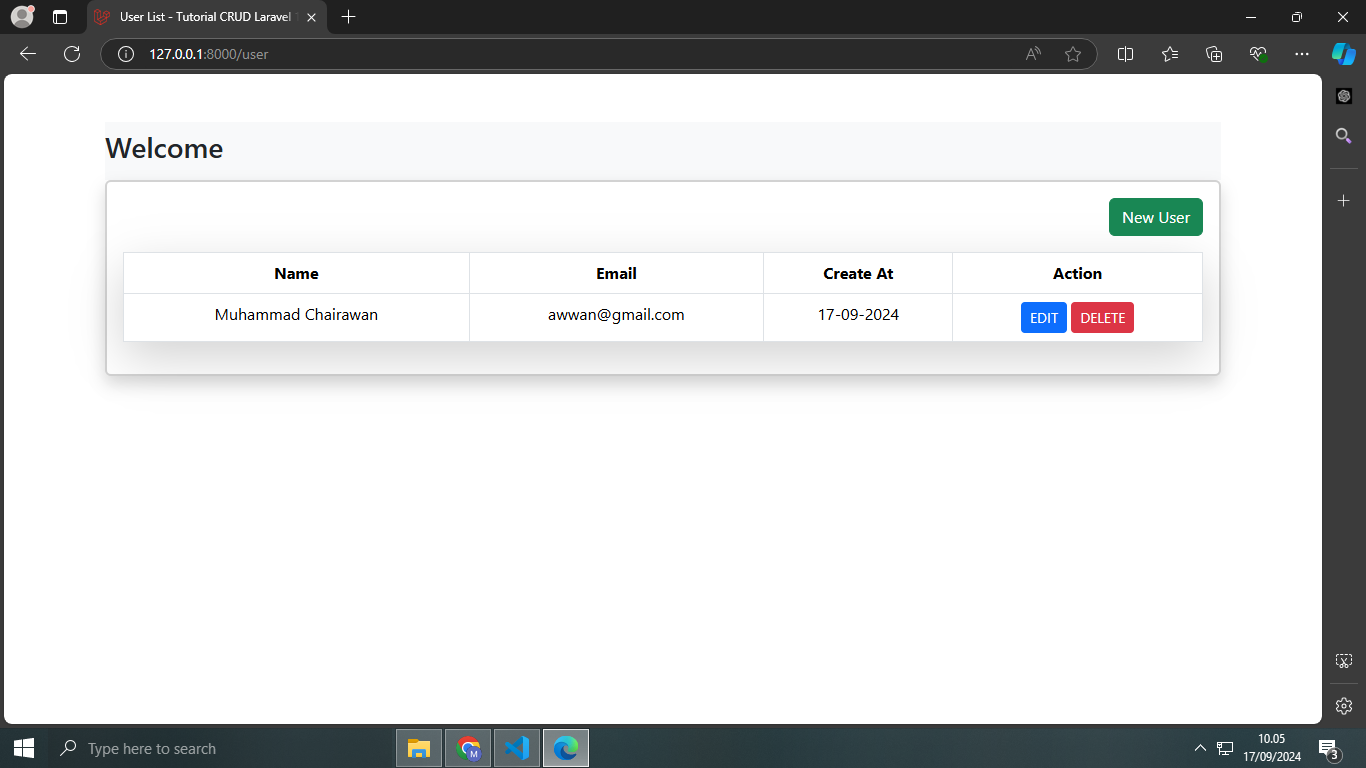 User List - Tutorial CRUD Laravel
127.0.0.1:8000/user
Welcome
New User
Name Email Create At Action
Muhammad Chairawan awwan@gmail.com 17-09-2024 EDIT DELETE
Type here to search
M
10.05
17/09/2024
3